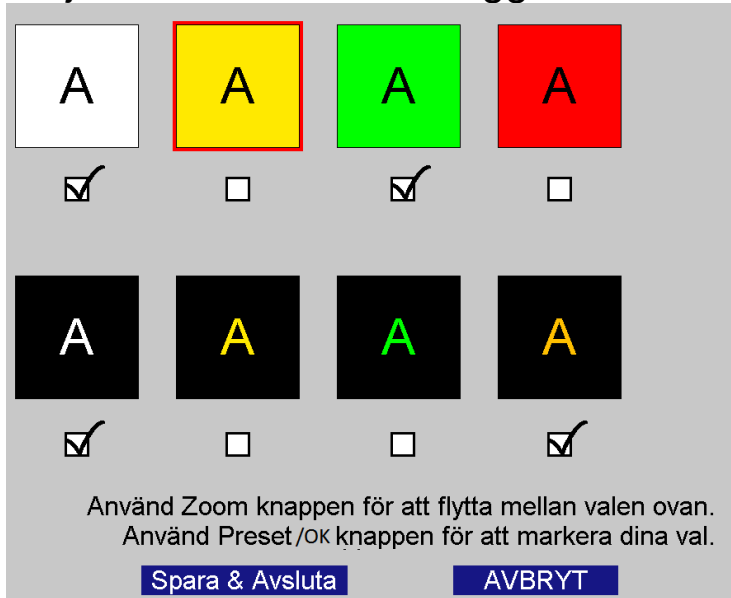 A A A A
A A A A
Använd Zoom knappen för att flytta mellan valen ovan.
Använd Preset/OK knappen för att markera dina val.
Spara & Avsluta AVBRYT